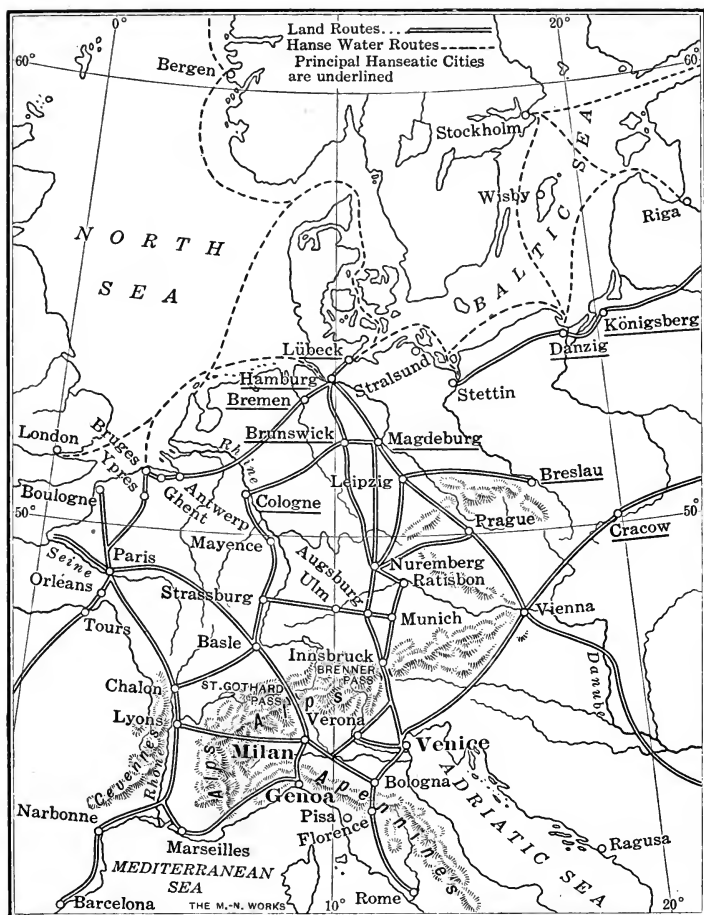 0°
20°
Land Routes....
Hanse Water Routes
Principal Hanseatic Cities
are underlined
60°
60°
Bergen
Stockholm
BALTIC SEA
Wisby
Riga
NORTH
SEA
Königsberg
Lübeck
Danzig
Stralsund
Hamburg
Stettin
Bremen
London
Bruges
Rhine
Brunswick
Magdeburg
Ypres
Ghent
Antwerp
Boulogne
Cologne
Leipzig
Breslau
50°
50°
Prague
Cracow
Seine
Mayence
Paris
Augsburg
Nuremberg
Orléans
Ulm
Ratisbon
Strassburg
Vienna
Tours
Munich
Basle
Innsbruck
BRENNER
PASS
Danube
Chalon
ST. GOTHARD
PASS
Alps
Lyons
Verona
Milan
Venice
Cevennes
Rhône
Alps
Genoa
Apennines
Bologna
ADRIATIC SEA
Narbonne
Pisa
Florence
Marseilles
Ragusa
MEDITERRANEAN
SEA
Rome
Barcelona
THE M.-N. WORKS
10°
20°